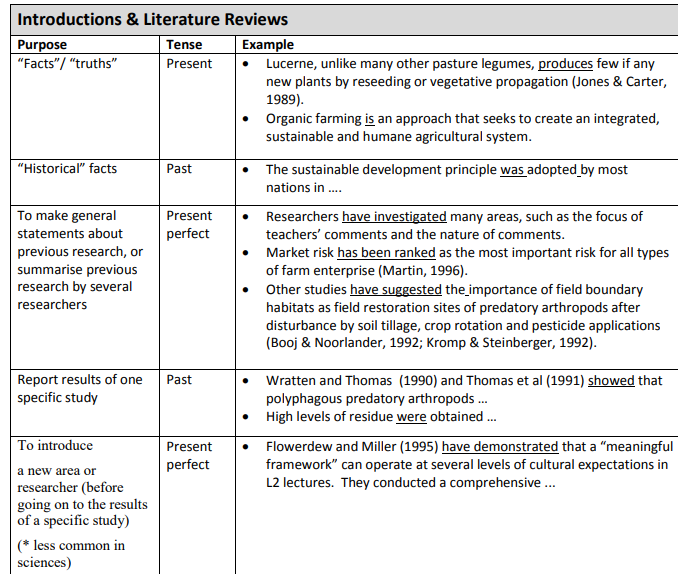 Introductions & Literature Reviews
Purpose Tense Example
“Facts”/ “truths” Present • Lucerne, unlike many other pasture legumes, produces few if any
new plants by reseeding or vegetative propagation (Jones & Carter,
1989).
• Organic farming is an approach that seeks to create an integrated,
sustainable and humane agricultural system.
“Historical” facts Past • The sustainable development principle was adopted by most
nations in ….
To make general
statements about
previous research, or
summarise previous
research by several
researchers
Present
perfect
• Researchers have investigated many areas, such as the focus of
teachers’ comments and the nature of comments.
• Market risk has been ranked as the most important risk for all types
of farm enterprise (Martin, 1996).
• Other studies have suggested the importance of field boundary
habitats as field restoration sites of predatory arthropods after
disturbance by soil tillage, crop rotation and pesticide applications
(Booj & Noorlander, 1992; Kromp & Steinberger, 1992).
Report results of one
specific study
Past
• Wratten and Thomas (1990) and Thomas et al (1991) showed that
polyphagous predatory arthropods …
• High levels of residue were obtained …
To introduce
a new area or
researcher (before
going on to the results
of a specific study)
(* less common in
sciences)
Present
perfect
• Flowerdew and Miller (1995) have demonstrated that a “meaningful
framework” can operate at several levels of cultural expectations in
L2 lectures. They conducted a comprehensive ...